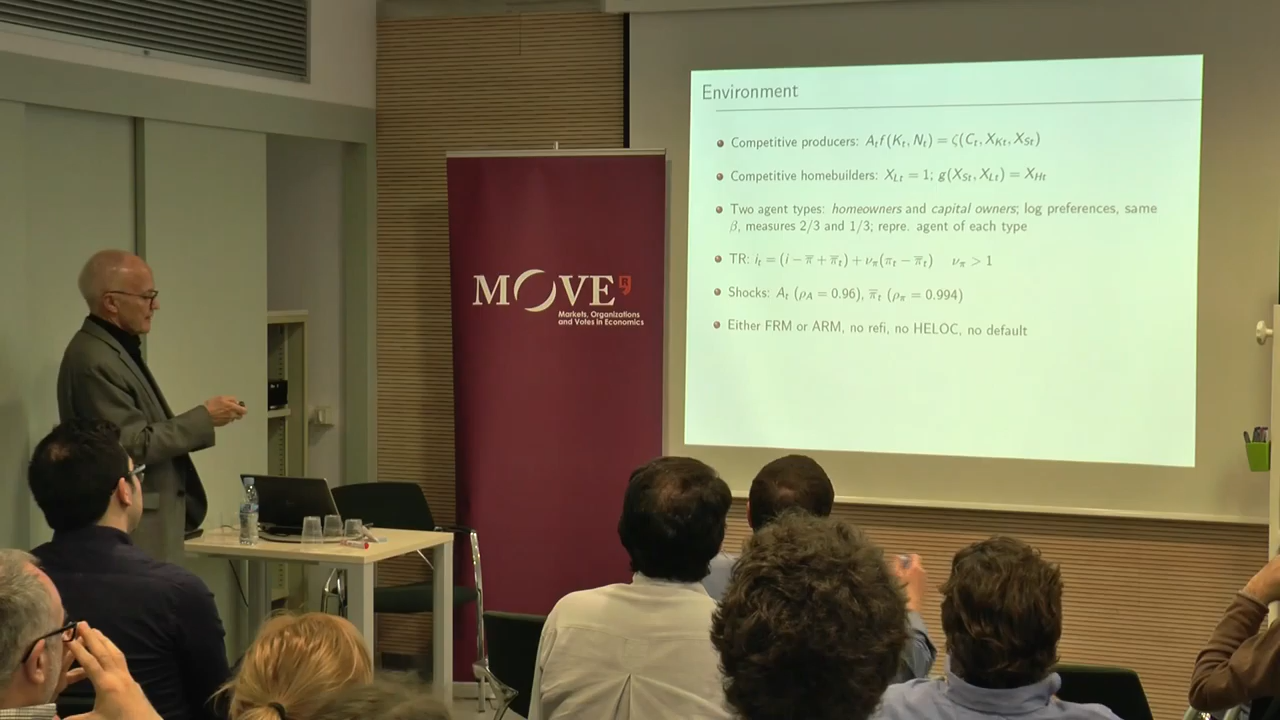 Environment
Competitive producers: A_t f(K_t, N_t) = ζ(C_t, X_Kt, X_St)
Competitive homebuilders: X_Lt = 1; g(X_St, X_Lt) = X_Ht
Two agent types: homeowners and capital owners; log preferences, same
β, measures 2/3 and 1/3; repre. agent of each type
TR: i_t = (i − π̅ + π̅_t) + ν_π(π_t − π̅_t)   ν_π > 1
Shocks: A_t (ρ_A = 0.96), π̅_t (ρ_π = 0.994)
Either FRM or ARM, no refi, no HELOC, no default
MOVE
Markets, Organizations
and Votes in Economics